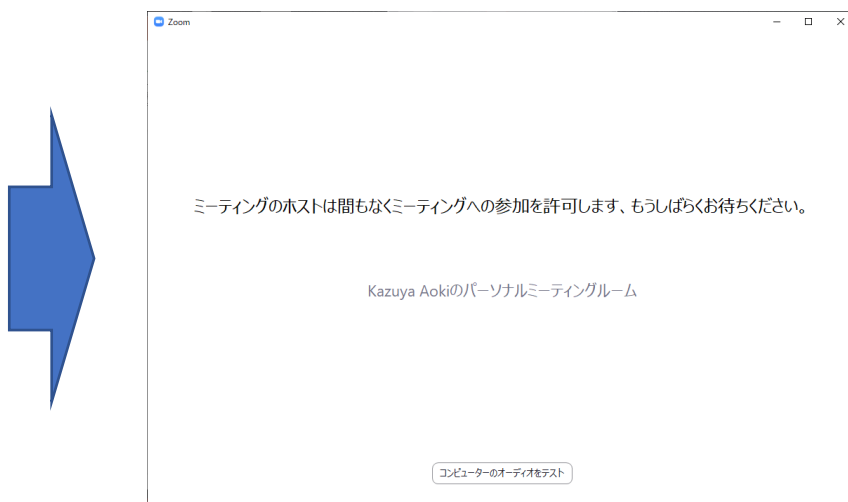 Zoom
ミーティングのホストは間もなくミーティングへの参加を許可します、もうしばらくお待ちください。
Kazuya Aokiのパーソナルミーティングルーム
コンピューターのオーディオをテスト